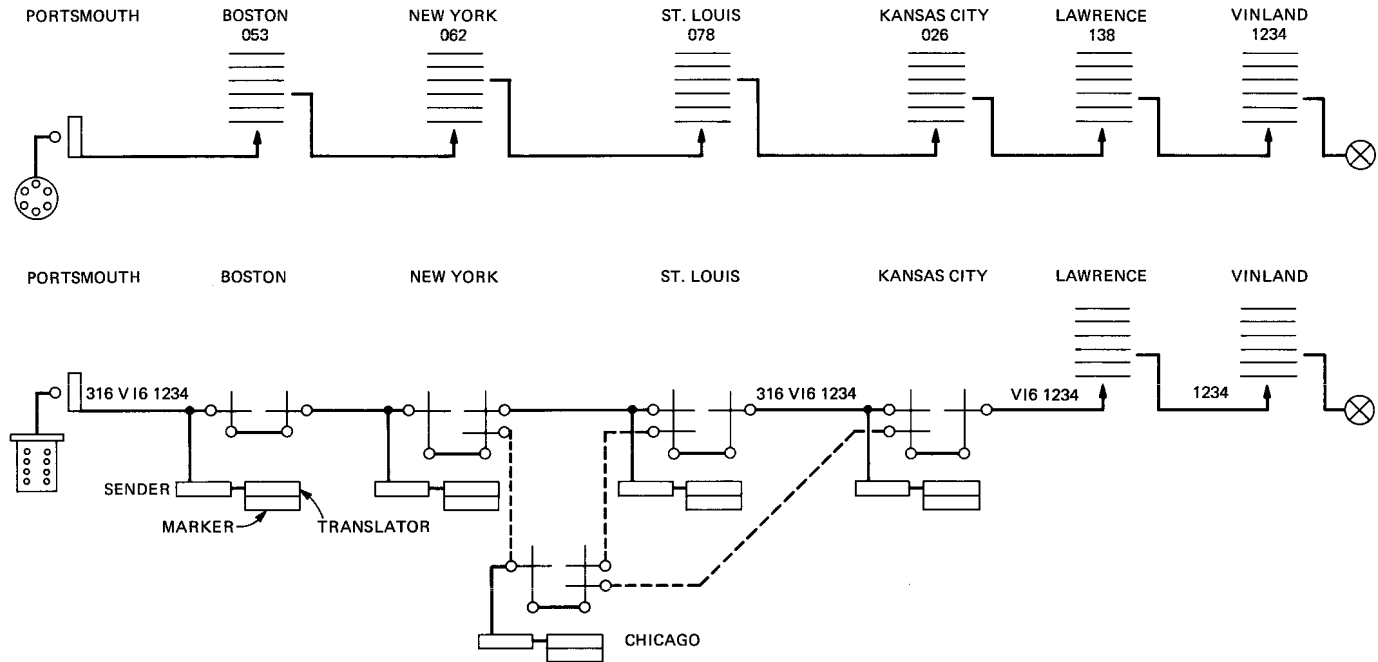 PORTSMOUTH BOSTON NEW YORK ST. LOUIS KANSAS CITY LAWRENCE VINLAND
053 062 078 026 138 1234
PORTSMOUTH BOSTON NEW YORK ST. LOUIS KANSAS CITY LAWRENCE VINLAND
316 VI6 1234 316 VI6 1234 VI6 1234 1234
SENDER
MARKER TRANSLATOR
CHICAGO